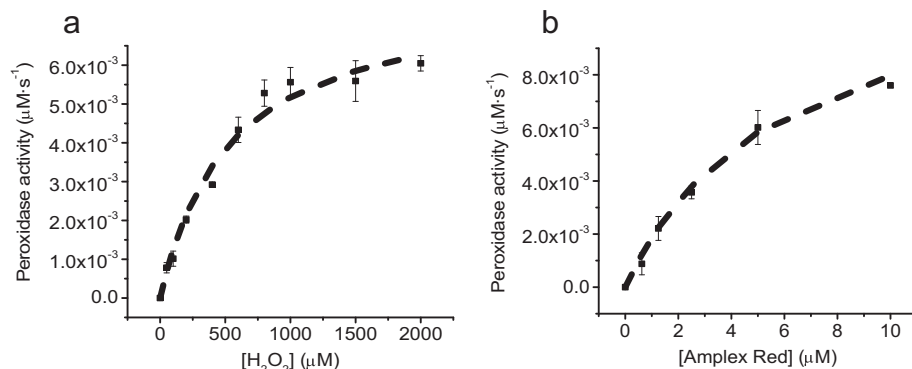 a
Peroxidase activity (μM·s⁻¹)
6.0x10⁻³
5.0x10⁻³
4.0x10⁻³
3.0x10⁻³
2.0x10⁻³
1.0x10⁻³
0.0
0 500 1000 1500 2000
[H₂O₂] (μM)
b
Peroxidase activity (μM·s⁻¹)
8.0x10⁻³
6.0x10⁻³
4.0x10⁻³
2.0x10⁻³
0.0
0 2 4 6 8 10
[Amplex Red] (μM)